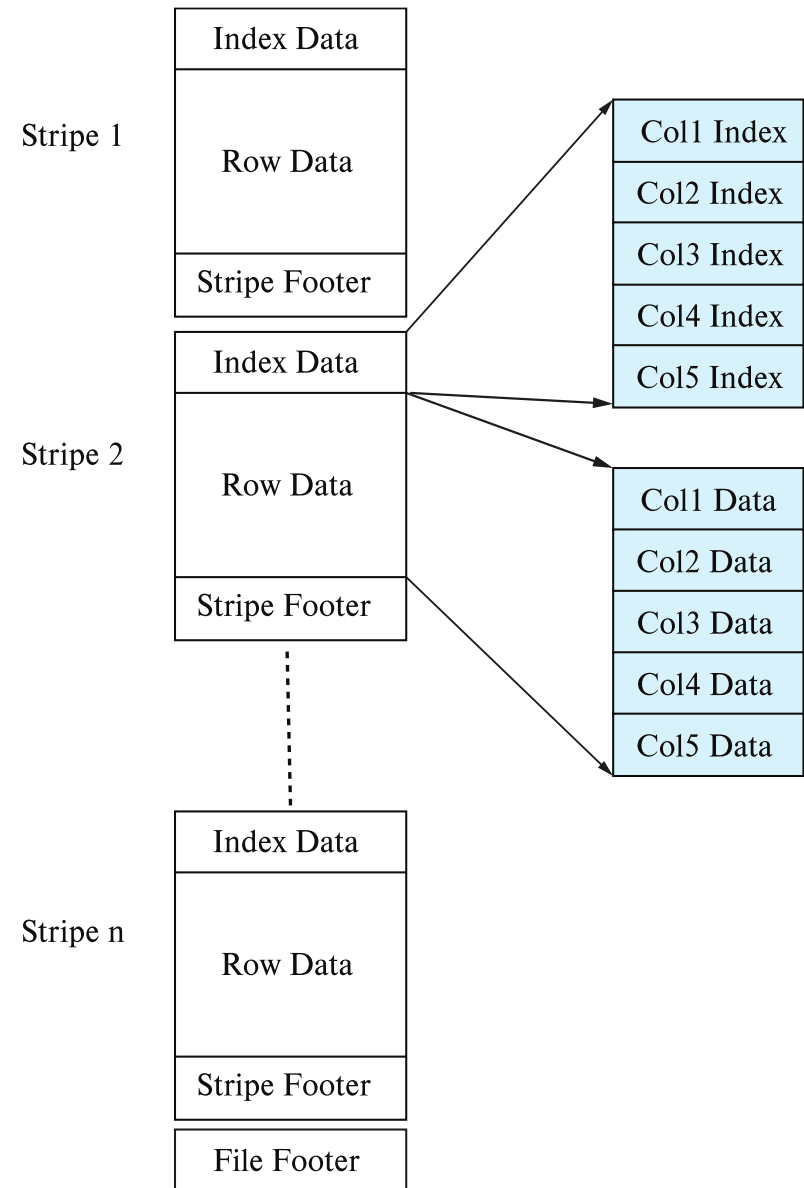 Index Data
Stripe 1
Row Data
Stripe Footer
Index Data
Stripe 2
Row Data
Stripe Footer
Col1 Index
Col2 Index
Col3 Index
Col4 Index
Col5 Index
Col1 Data
Col2 Data
Col3 Data
Col4 Data
Col5 Data
Index Data
Stripe n
Row Data
Stripe Footer
File Footer